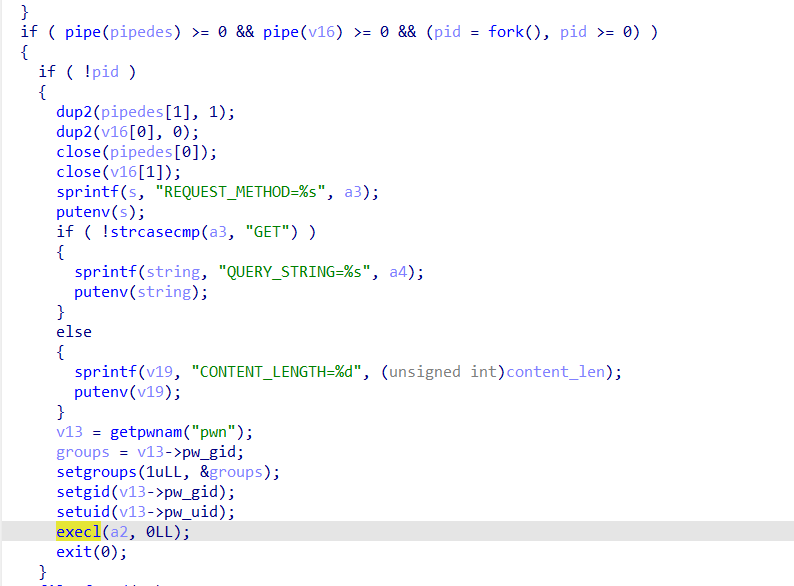 }
if ( pipe(pipedes) >= 0 && pipe(v16) >= 0 && (pid = fork(), pid >= 0) )
{
if ( !pid )
{
dup2(pipedes[1], 1);
dup2(v16[0], 0);
close(pipedes[0]);
close(v16[1]);
sprintf(s, "REQUEST_METHOD=%s", a3);
putenv(s);
if ( !strcasecmp(a3, "GET") )
{
sprintf(string, "QUERY_STRING=%s", a4);
putenv(string);
}
else
{
sprintf(v19, "CONTENT_LENGTH=%d", (unsigned int)content_len);
putenv(v19);
}
v13 = getpwnam("pwn");
groups = v13->pw_gid;
setgroups(1uLL, &groups);
setgid(v13->pw_gid);
setuid(v13->pw_uid);
execl(a2, 0LL);
exit(0);
}